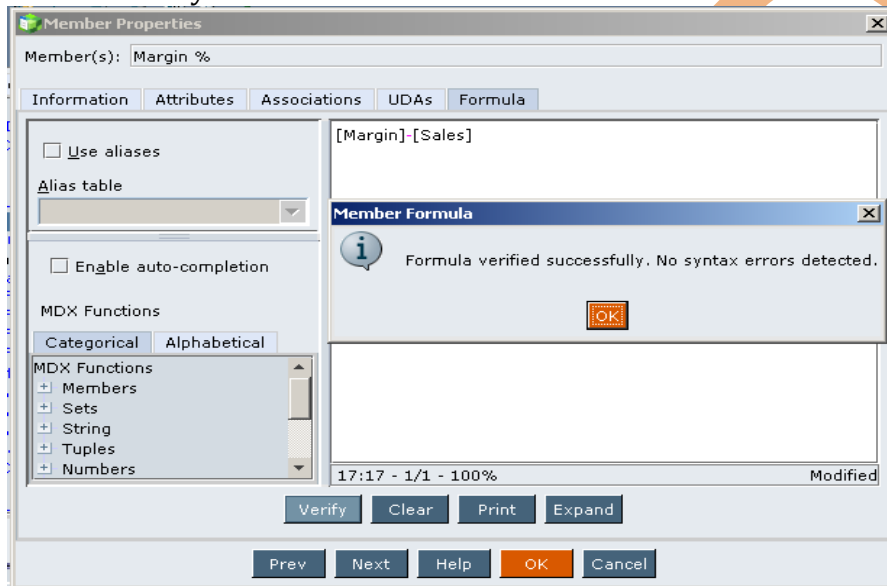 Member Properties
Member(s): Margin %
Information Attributes Associations UDAs Formula
Use aliases
Alias table
[Margin]-[Sales]
Member Formula
Formula verified successfully. No syntax errors detected.
OK
Enable auto-completion
MDX Functions
Categorical Alphabetical
MDX Functions
Members
Sets
String
Tuples
Numbers
17:17 - 1/1 - 100% Modified
Verify Clear Print Expand
Prev Next Help OK Cancel